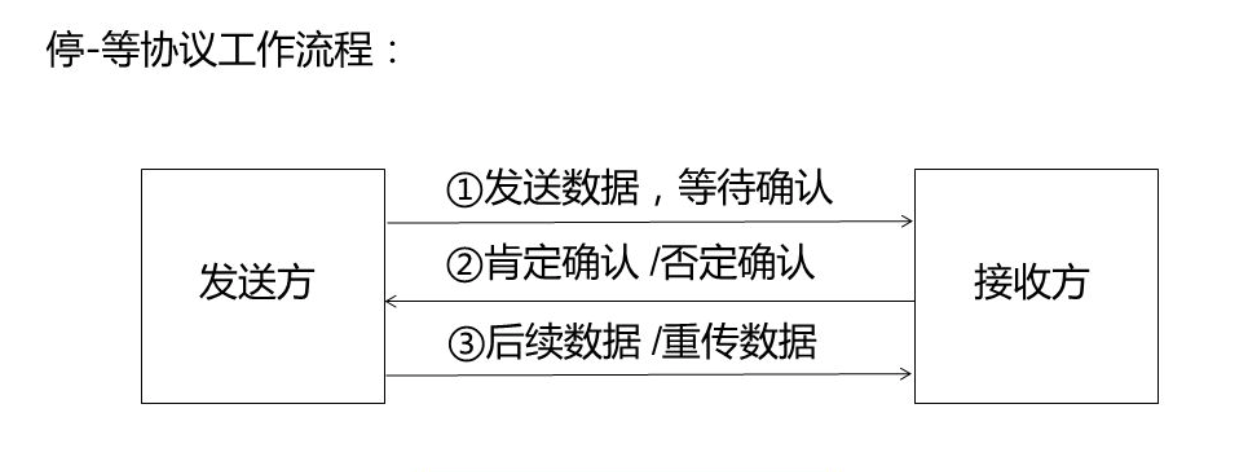 停-等协议工作流程：
①发送数据，等待确认
②肯定确认 /否定确认
发送方
接收方
③后续数据 /重传数据